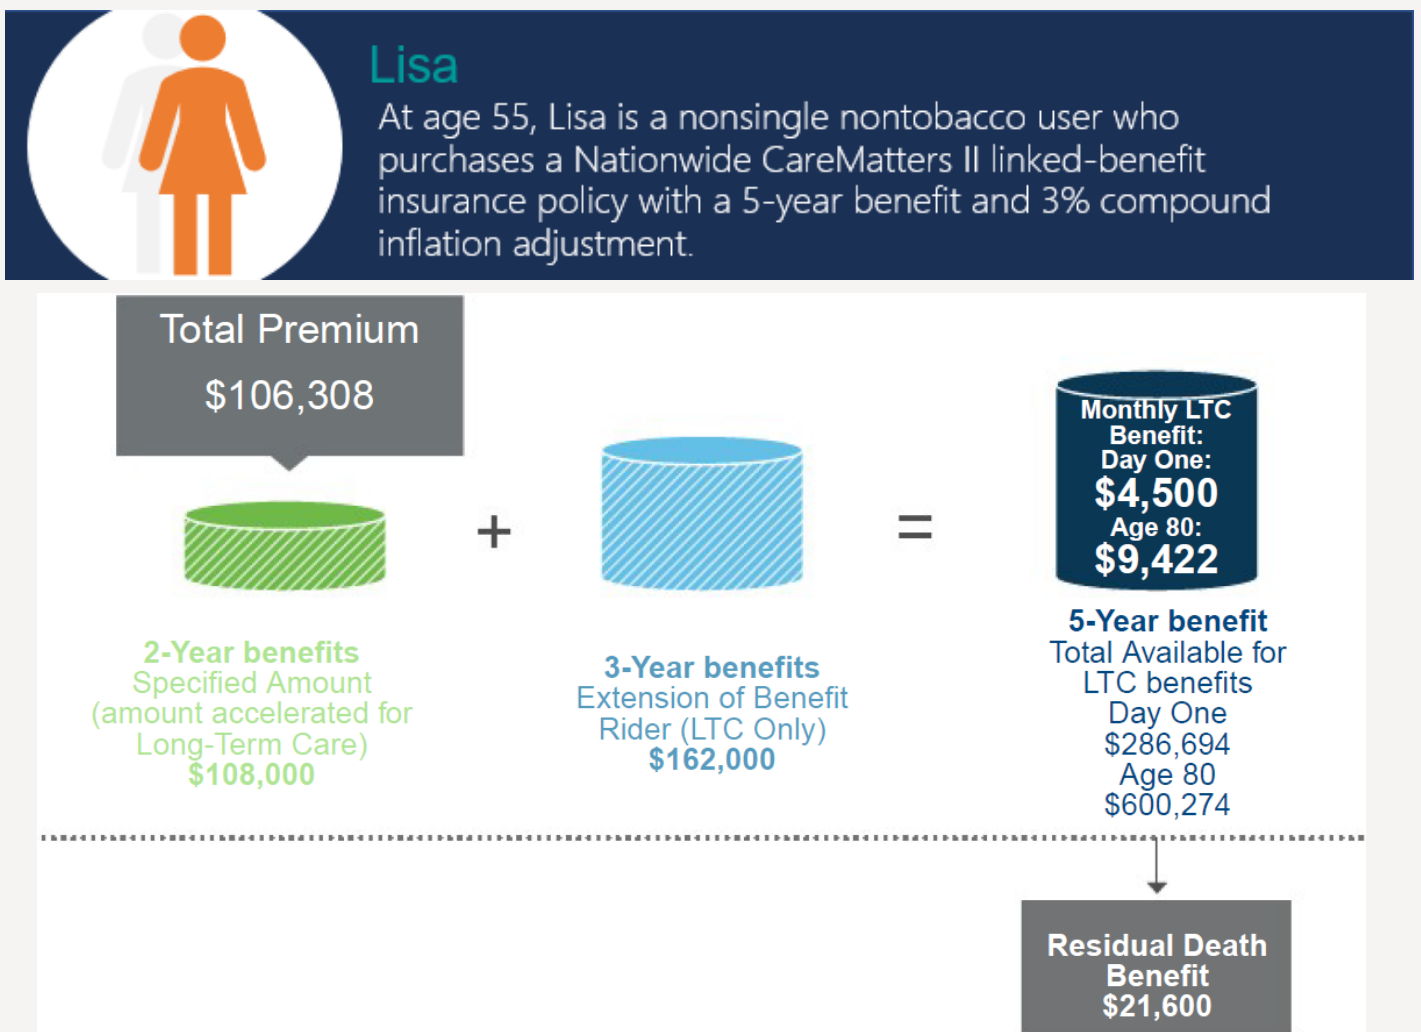 Lisa
At age 55, Lisa is a nonsingle nontobacco user who
purchases a Nationwide CareMatters II linked-benefit
insurance policy with a 5-year benefit and 3% compound
inflation adjustment.
Total Premium
$106,308
+
=
Monthly LTC
Benefit:
Day One:
$4,500
Age 80:
$9,422
2-Year benefits
Specified Amount
(amount accelerated for
Long-Term Care)
$108,000
3-Year benefits
Extension of Benefit
Rider (LTC Only)
$162,000
5-Year benefit
Total Available for
LTC benefits
Day One
$286,694
Age 80
$600,274
Residual Death
Benefit
$21,600